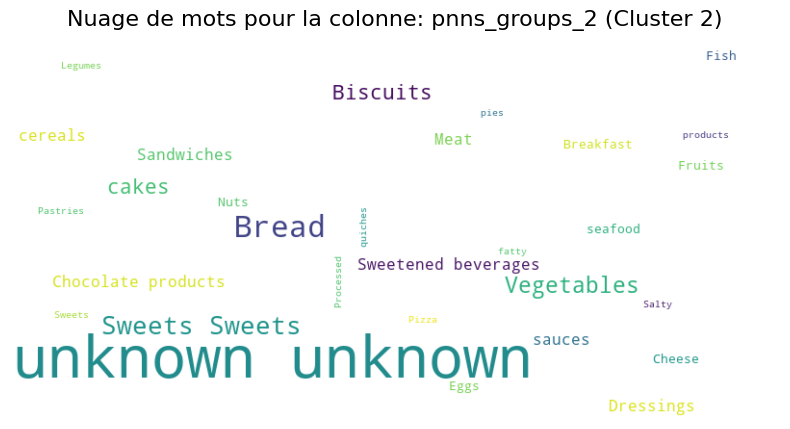 Nuage de mots pour la colonne: pnns_groups_2 (Cluster 2)
Fish
Legumes
Biscuits
pies
cereals
Meat
Breakfast
products
Sandwiches
Fruits
cakes
Nuts
Pastries
Bread
quiches
seafood
fatty
Sweetened beverages
Processed
Chocolate products
Vegetables
Salty
Sweets
Pizza
Sweets Sweets
sauces
unknown unknown
Cheese
Eggs
Dressings